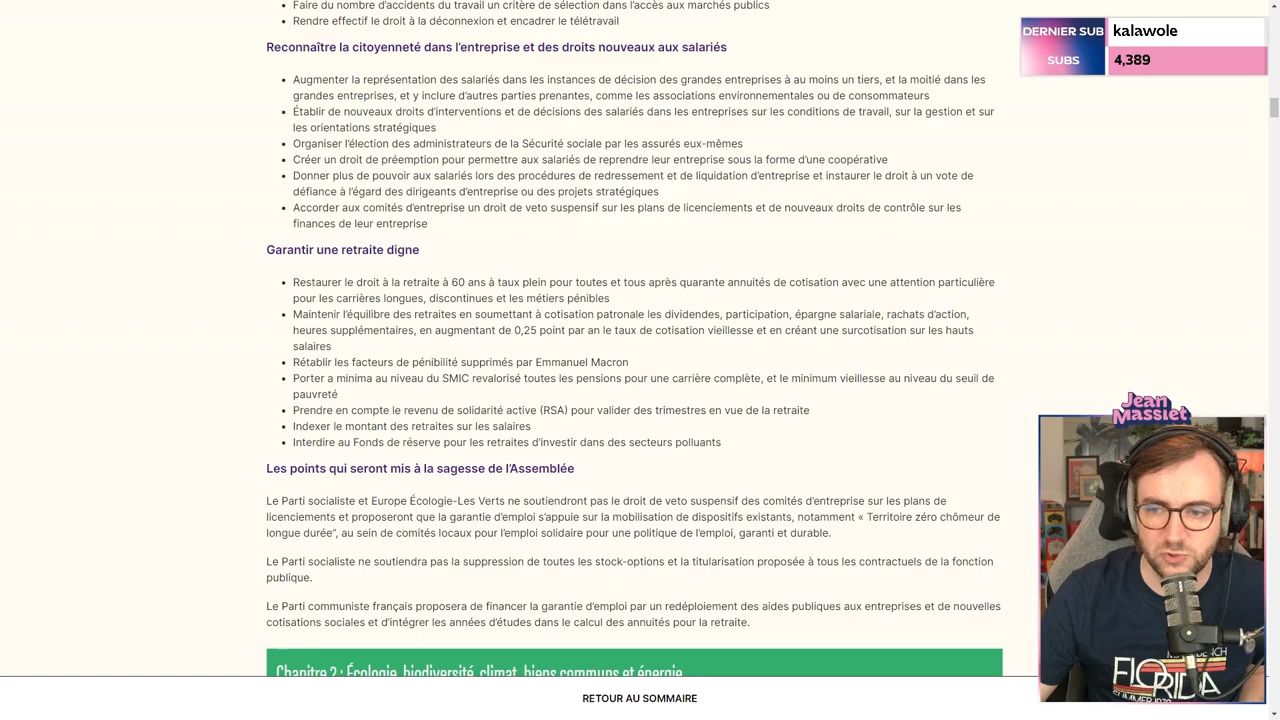 Faire du nombre d’accidents du travail un critère de sélection dans l’accès aux marchés publics
Rendre effectif le droit à la déconnexion et encadrer le télétravail
Reconnaître la citoyenneté dans l’entreprise et des droits nouveaux aux salariés
Augmenter la représentation des salariés dans les instances de décision des grandes entreprises à au moins un tiers, et la moitié dans les
grandes entreprises, et y inclure d’autres parties prenantes, comme les associations environnementales ou de consommateurs
Établir de nouveaux droits d’interventions et de décisions des salariés dans les entreprises sur les conditions de travail, sur la gestion et sur
les orientations stratégiques
Organiser l’élection des administrateurs de la Sécurité sociale par les assurés eux-mêmes
Créer un droit de préemption pour permettre aux salariés de reprendre leur entreprise sous la forme d’une coopérative
Donner plus de pouvoir aux salariés lors des procédures de redressement et de liquidation d’entreprise et instaurer le droit à un vote de
défiance à l’égard des dirigeants d’entreprise ou des projets stratégiques
Accorder aux comités d’entreprise un droit de veto suspensif sur les plans de licenciements et de nouveaux droits de contrôle sur les
finances de leur entreprise
Garantir une retraite digne
Restaurer le droit à la retraite à 60 ans à taux plein pour toutes et tous après quarante annuités de cotisation avec une attention particulière
pour les carrières longues, discontinues et les métiers pénibles
Maintenir l’équilibre des retraites en soumettant à cotisation patronale les dividendes, participation, épargne salariale, rachats d’action,
heures supplémentaires, en augmentant de 0,25 point par an le taux de cotisation vieillesse et en créant une surcotisation sur les hauts
salaires
Rétablir les facteurs de pénibilité supprimés par Emmanuel Macron
Porter a minima au niveau du SMIC revalorisé toutes les pensions pour une carrière complète, et le minimum vieillesse au niveau du seuil de
pauvreté
Prendre en compte le revenu de solidarité active (RSA) pour valider des trimestres en vue de la retraite
Indexer le montant des retraites sur les salaires
Interdire au Fonds de réserve pour les retraites d’investir dans des secteurs polluants
Les points qui seront mis à la sagesse de l’Assemblée
Le Parti socialiste et Europe Écologie-Les Verts ne soutiendront pas le droit de veto suspensif des comités d’entreprise sur les plans de
licenciements et proposeront que la garantie d’emploi s’appuie sur la mobilisation de dispositifs existants, notamment « Territoire zéro chômeur de
longue durée”, au sein de comités locaux pour l’emploi solidaire pour une politique de l’emploi, garanti et durable.
Le Parti socialiste ne soutiendra pas la suppression de toutes les stock-options et la titularisation proposée à tous les contractuels de la fonction
publique.
Le Parti communiste français proposera de financer la garantie d’emploi par un redéploiement des aides publiques aux entreprises et de nouvelles
cotisations sociales et d’intégrer les années d’études dans le calcul des annuités pour la retraite.
Chapitre 2 : Écologie, biodiversité, climat, biens communs et énergie
RETOUR AU SOMMAIRE
DERNIER SUB
kalawole
SUBS
4,389
Jean
Massiet
FLORIDA